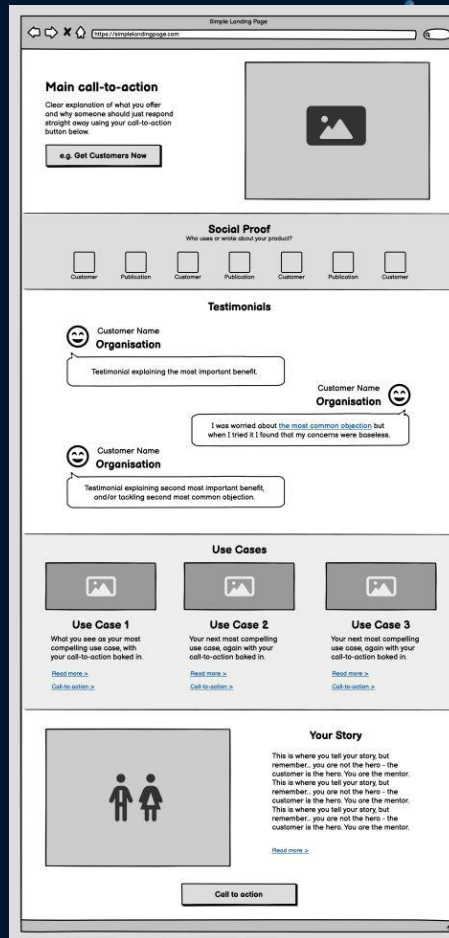 Simple Landing Page
https://simplelandingpage.com
Main call-to-action
Clear explanation of what you offer
and why someone should just respond
straight away using your call-to-action
button below.
e.g. Get Customers Now
Social Proof
Who uses or wrote about your product?
Customer
Publication
Customer
Publication
Customer
Publication
Customer
Testimonials
Customer Name
Organisation
Testimonial explaining the most important benefit.
Customer Name
Organisation
I was worried about the most common objection but
when I tried it I found that my concerns were baseless.
Customer Name
Organisation
Testimonial explaining second most important benefit,
and/or tackling second most common objection.
Use Cases
Use Case 1
What you see as your most
compelling use case, with
your call-to-action baked in.
Read more >
Call-to-action >
Use Case 2
Your next most compelling
use case, again with your
call-to-action baked in.
Read more >
Call-to-action >
Use Case 3
Your next most compelling
use case, again with your
call-to-action baked in.
Read more >
Call-to-action >
Your Story
This is where you tell your story, but
remember... you are not the hero - the
customer is the hero. You are the mentor.
This is where you tell your story, but
remember... you are not the hero - the
customer is the hero. You are the mentor.
This is where you tell your story, but
remember... you are not the hero - the
customer is the hero. You are the mentor.
Read more >
Call to action